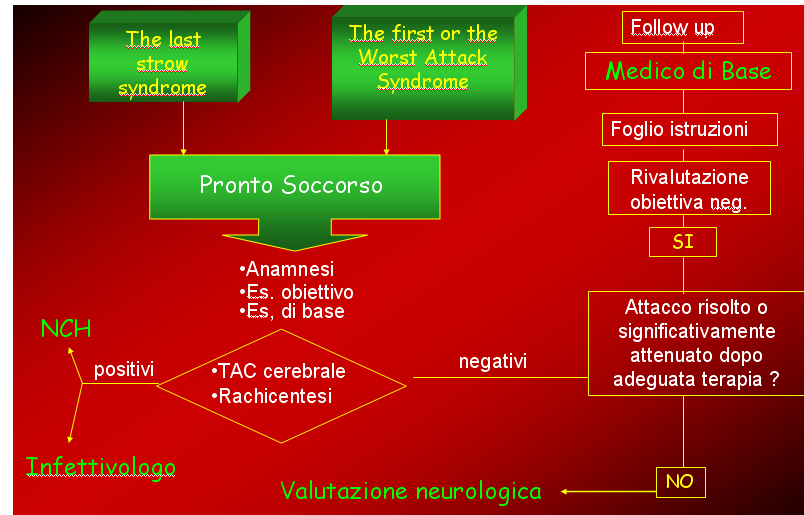 The last
strow
syndrome
The first or the
Worst Attack
Syndrome
Follow up
Medico di Base
Foglio istruzioni
Rivalutazione
obiettiva neg.
SI
Pronto Soccorso
•Anamnesi
•Es. obiettivo
•Es, di base
Attacco risolto o
significativamente
attenuato dopo
adeguata terapia ?
NCH
positivi
•TAC cerebrale
•Rachicentesi
negativi
Infettivologo
Valutazione neurologica
NO